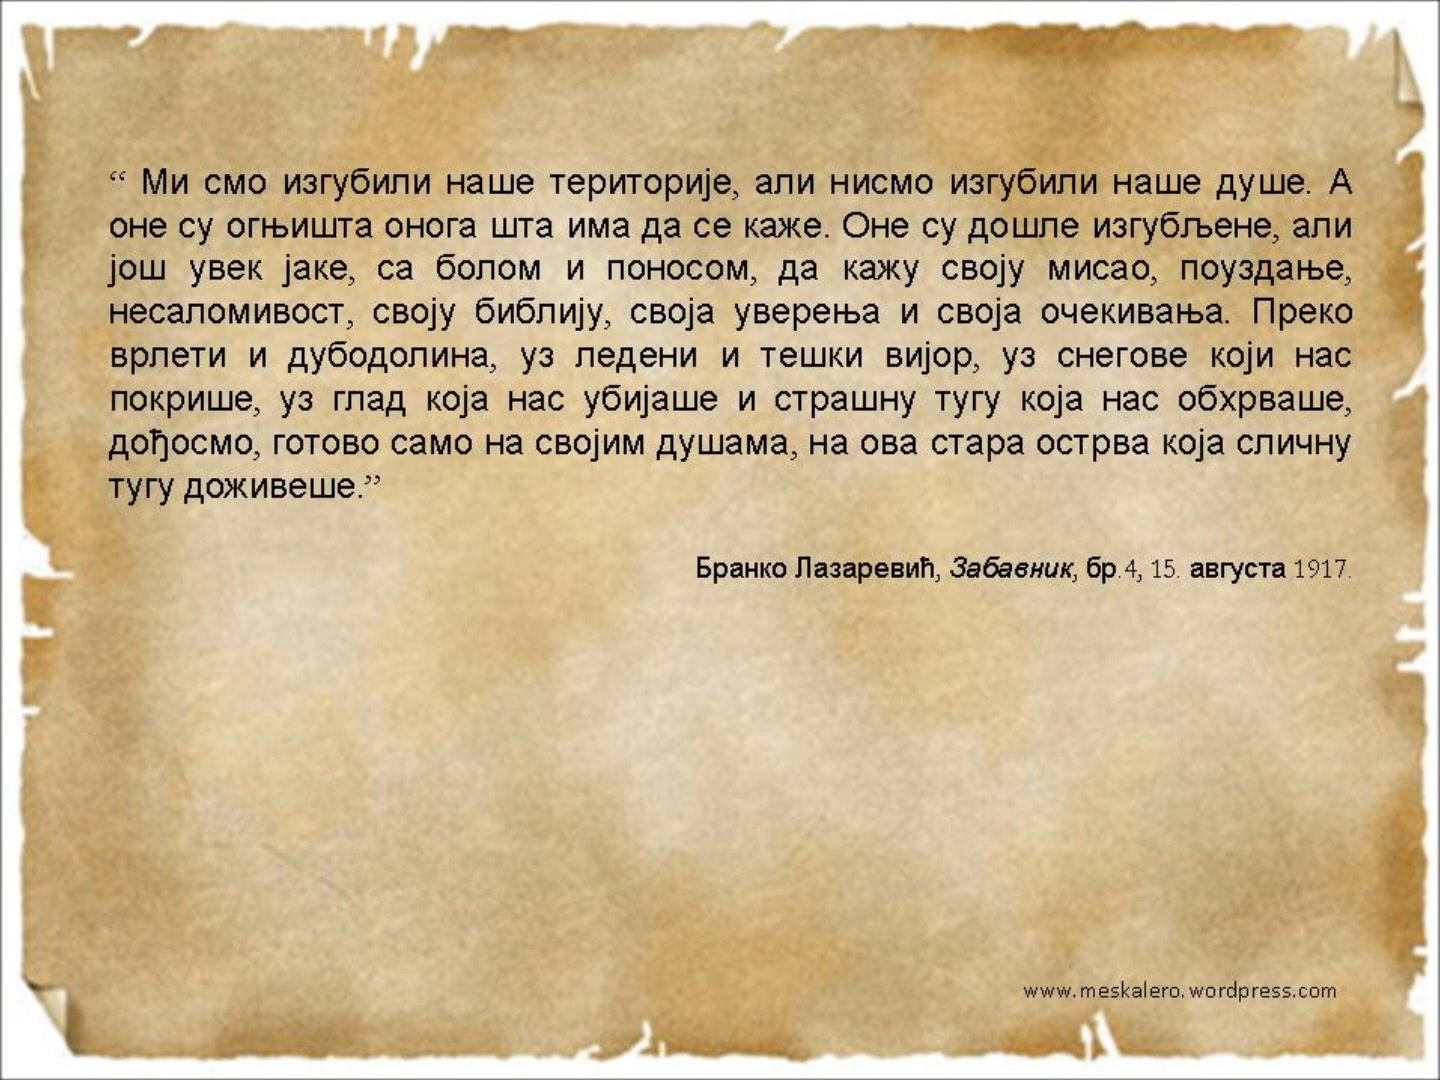 “ Ми смо изгубили наше територије, али нисмо изгубили наше душе. А
оне су огњишта онога шта има да се каже. Оне су дошле изгубљене, али
још увек јаке, са болом и поносом, да кажу своју мисао, поуздање,
несаломивост, своју библију, своја уверења и своја очекивања. Преко
врлети и дубодолина, уз ледени и тешки вијор, уз снегове који нас
покрише, уз глад која нас убијаше и страшну тугу која нас обхрваше,
дођосмо, готово само на својим душама, на ова стара острва која сличну
тугу доживеше.”
Бранко Лазаревић, Забавник, бр.4, 15. августа 1917.
www.meskalero.wordpress.com